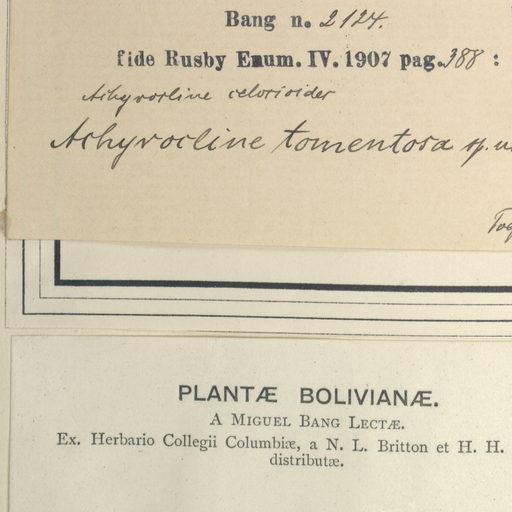 Bang n. 2124.
fide Rusby Enum. IV. 1907 pag. 388 :
Achyrocline celosioides
Achyrocline tomentosa sp. n
PLANTÆ BOLIVIANÆ.
A MIGUEL BANG LECTÆ.
Ex. Herbario Collegii Columbiæ, a N. L. Britton et H. H.
distributæ.